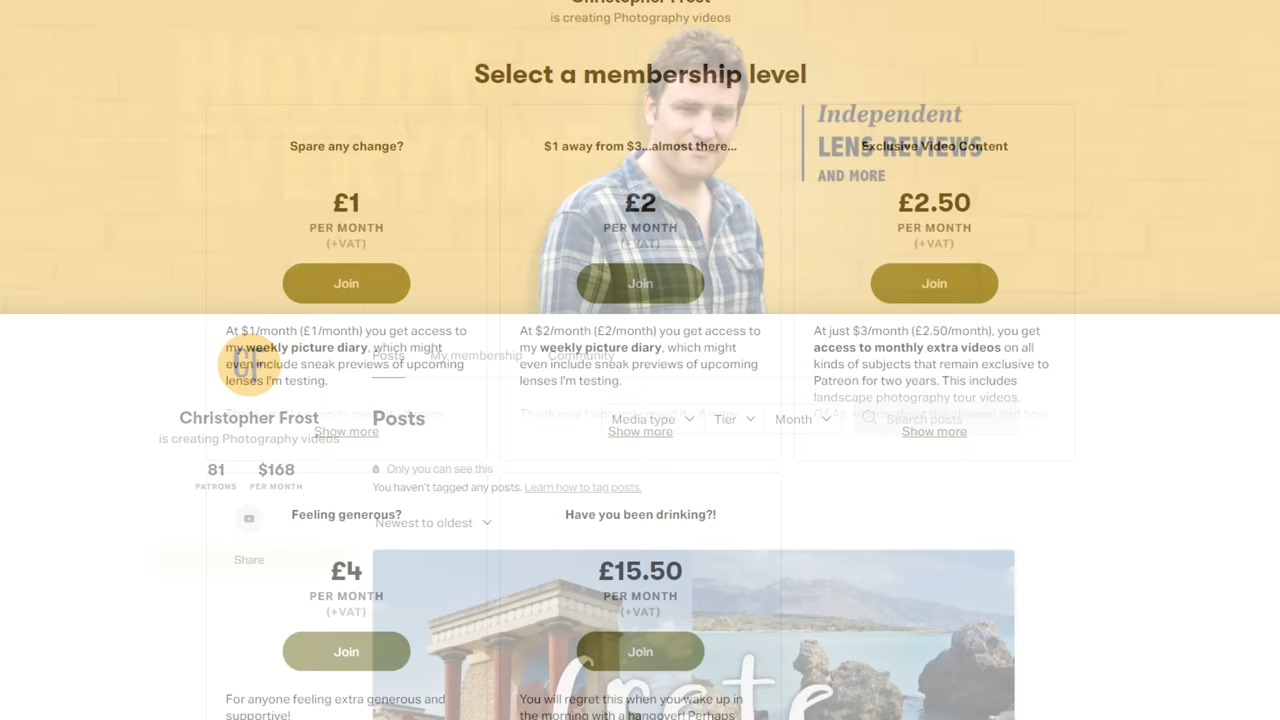 Christopher Frost
is creating Photography videos
Select a membership level
Independent
LENS REVIEWS
AND MORE
Spare any change?
£1
PER MONTH
(+VAT)
Join
At $1/month (£1/month) you get access to
my weekly picture diary, which might
even include sneak previews of upcoming
lenses I'm testing.
Show more
$1 away from $3...almost there...
£2
PER MONTH
(+VAT)
Join
At $2/month (£2/month) you get access to
my weekly picture diary, which might
even include sneak previews of upcoming
lenses I'm testing.
Show more
Exclusive Video Content
£2.50
PER MONTH
(+VAT)
Join
At just $3/month (£2.50/month), you get
access to monthly extra videos on all
kinds of subjects that remain exclusive to
Patreon for two years. This includes
landscape photography tour videos,
Show more
CF
Posts
My membership
Community
Christopher Frost
is creating Photography videos
81
PATRONS
$168
PER MONTH
Share
Posts
Media type
Tier
Month
Search posts
Only you can see this
You haven't tagged any posts. Learn how to tag posts.
Newest to oldest
Feeling generous?
£4
PER MONTH
(+VAT)
Join
For anyone feeling extra generous and
supportive!
Have you been drinking?!
£15.50
PER MONTH
(+VAT)
Join
You will regret this when you wake up in
the morning with a hangover! Perhaps
Crete